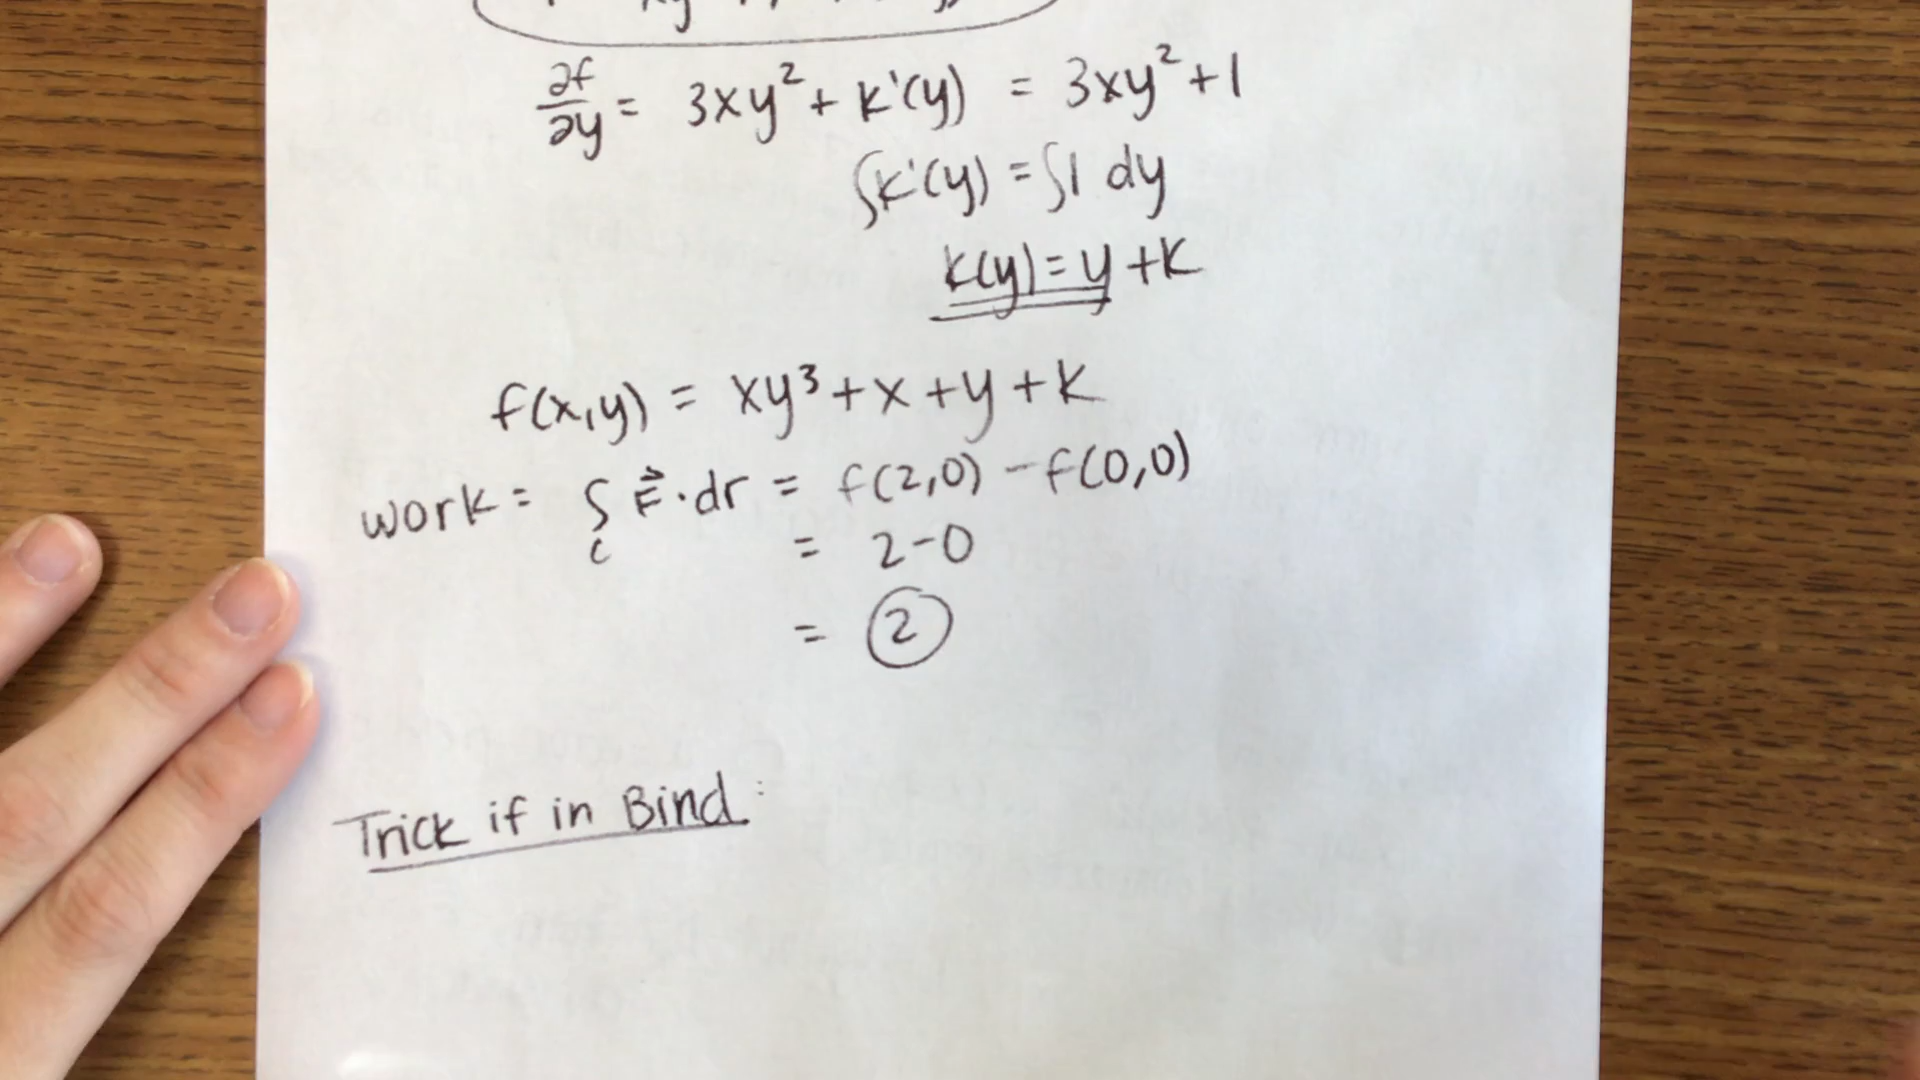 ∂f/∂y = 3xy² + k'(y) = 3xy² + 1
∫k'(y) = ∫1 dy
k(y) = y + K
f(x,y) = xy³ + x + y + K
work = ∫_c F⃗ · dr = f(2,0) - f(0,0)
= 2-0
= 2
Trick if in Bind: